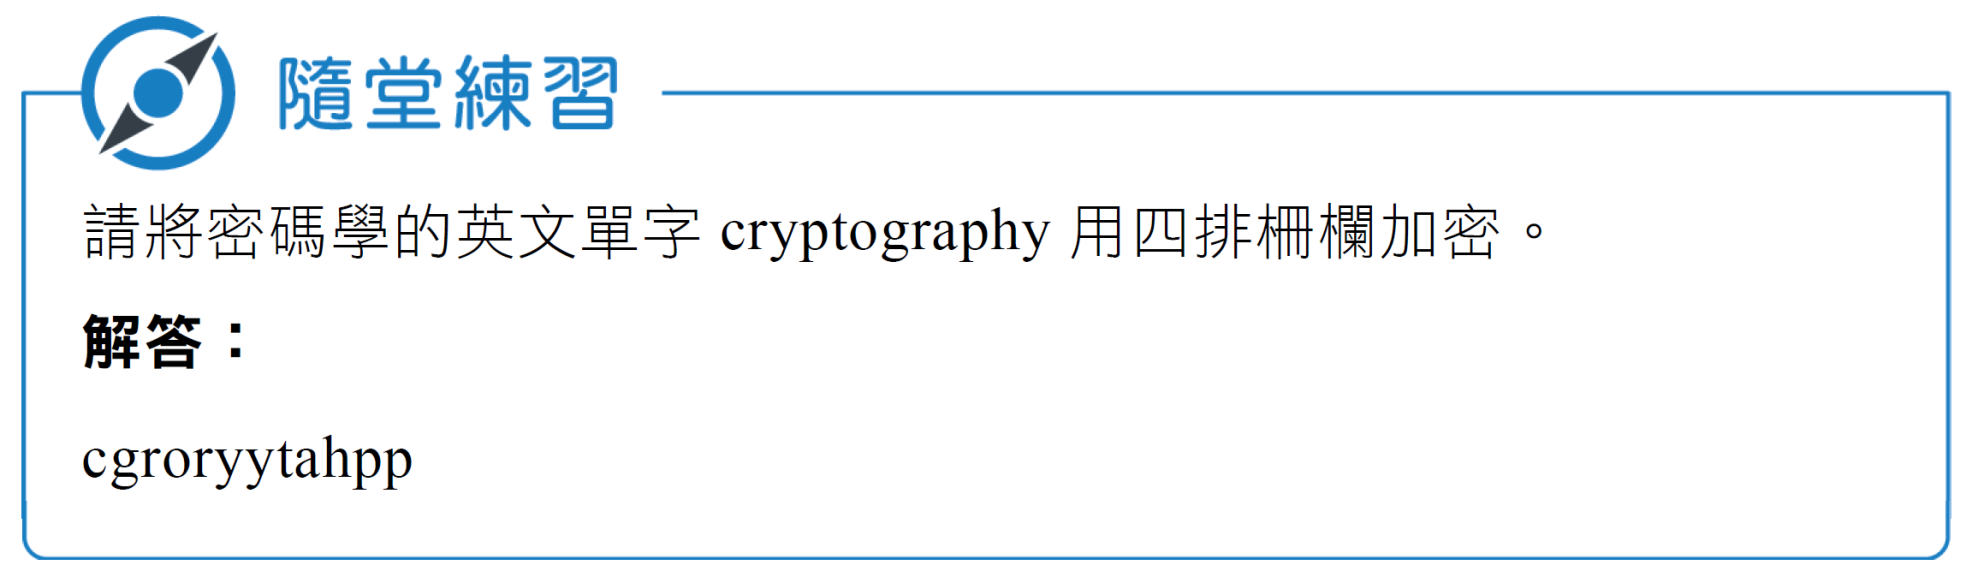 隨堂練習
請將密碼學的英文單字 cryptography 用四排柵欄加密。
解答：
cgroryytahpp